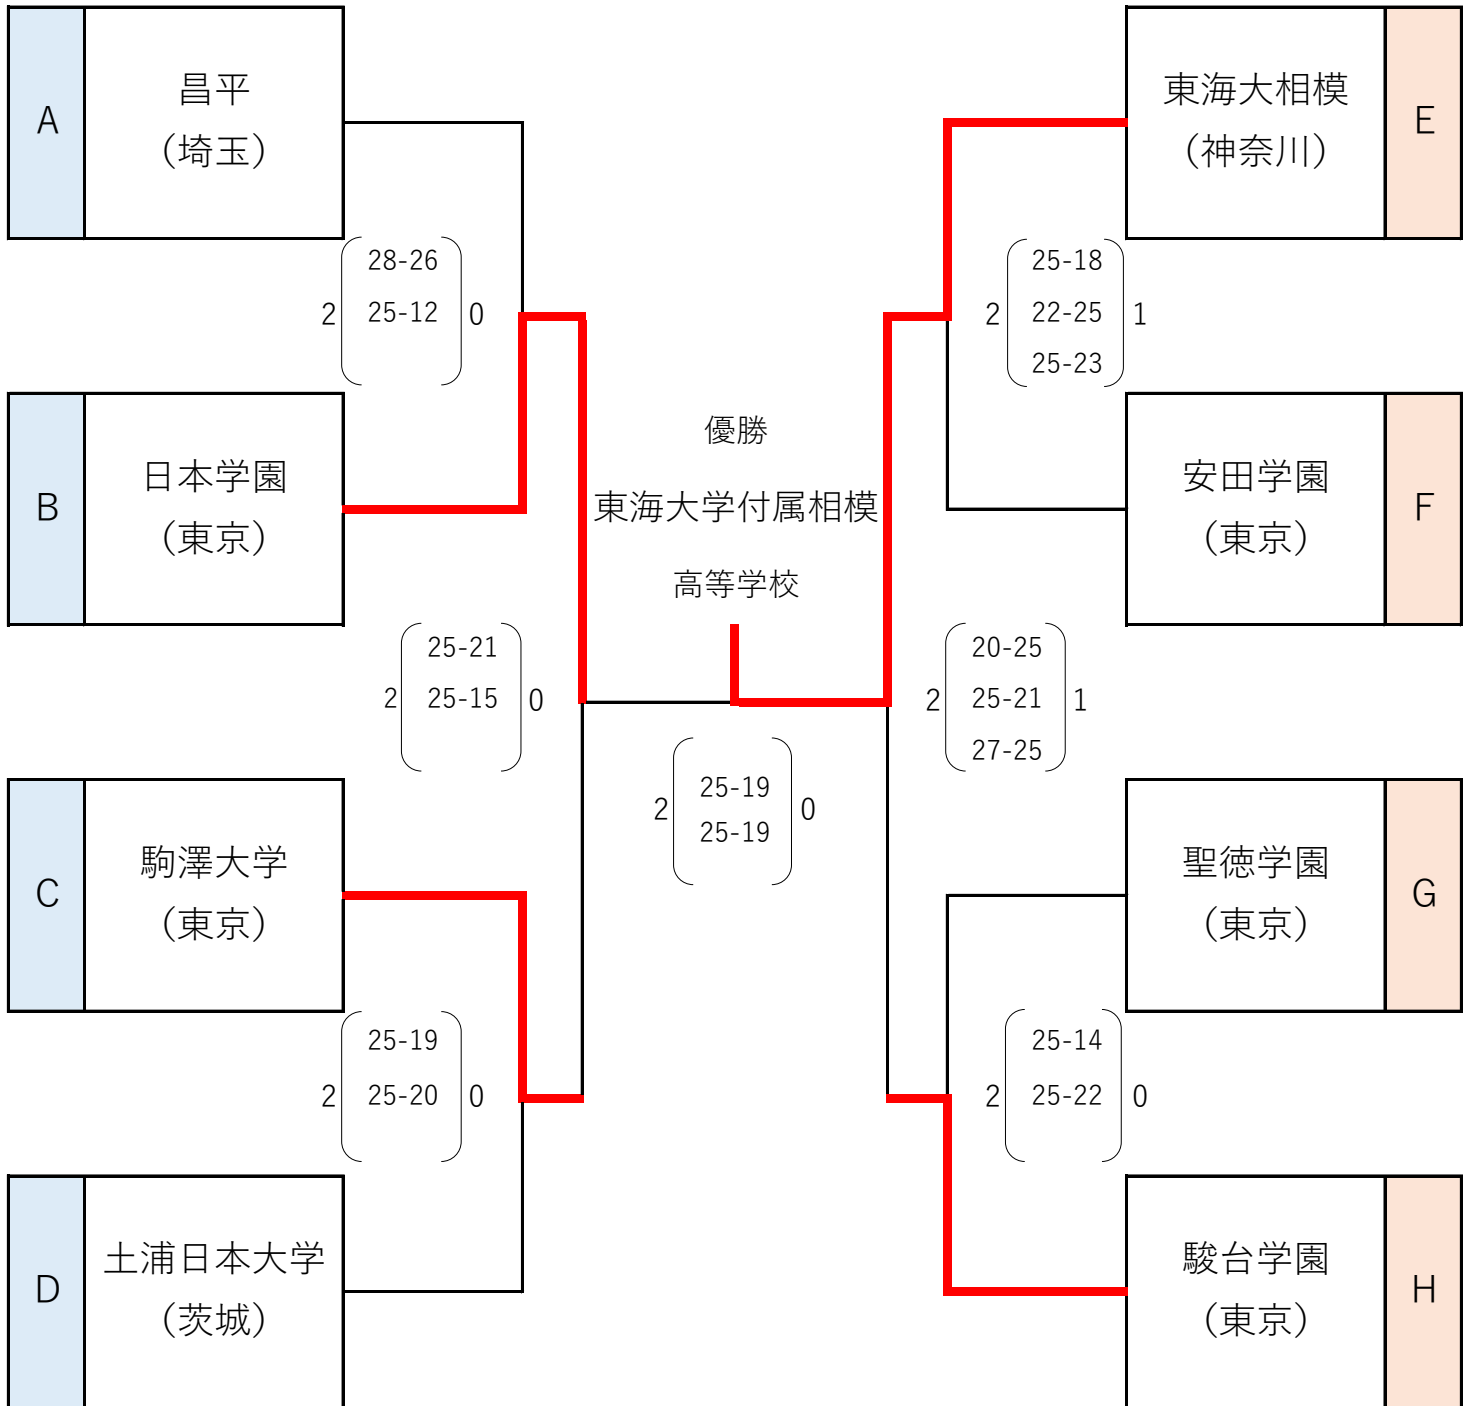 A
昌平
（埼玉）
28-26
2 25-12 0
B
日本学園
（東京）
25-21
2 25-15 0
C
駒澤大学
（東京）
25-19
2 25-20 0
D
土浦日本大学
（茨城）
優勝
東海大学付属相模
高等学校
25-19
2 0
25-19
東海大相模
（神奈川）
E
25-18
2 22-25 1
25-23
安田学園
（東京）
F
20-25
2 25-21 1
27-25
聖徳学園
（東京）
G
25-14
2 25-22 0
駿台学園
（東京）
H